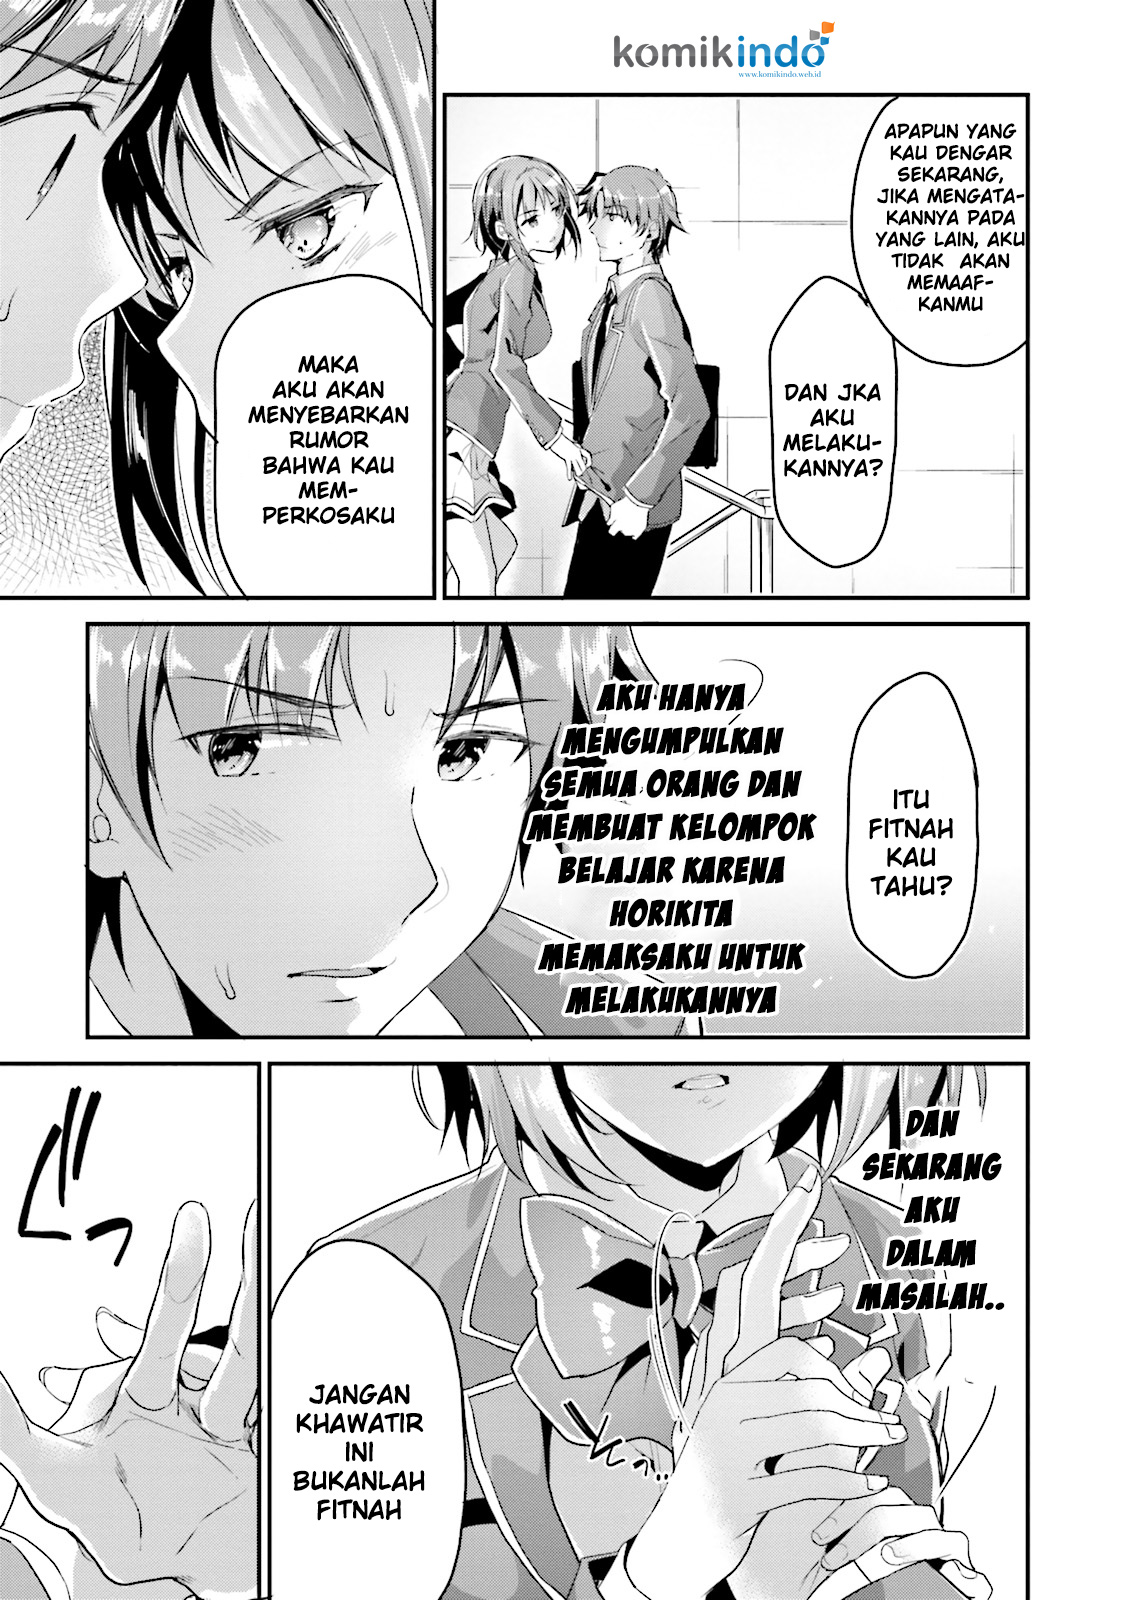 komikindo
www.komikindo.web.id
APAPUN YANG
KAU DENGAR
SEKARANG,
JIKA MENGATA-
KANNYA PADA
YANG LAIN, AKU
TIDAK AKAN
MEMAAF-
KANMU
DAN JKA
AKU
MELAKU-
KANNYA?
MAKA
AKU AKAN
MENYEBARKAN
RUMOR
BAHWA KAU
MEM-
PERKOSAKU
ITU
FITNAH
KAU
TAHU?
AKU HANYA
MENGUMPULKAN
SEMUA ORANG DAN
MEMBUAT KELOMPOK
BELAJAR KARENA
HORIKITA
MEMAKSAKU UNTUK
MELAKUKANNYA
DAN
SEKARANG
AKU
DALAM
MASALAH..
JANGAN
KHAWATIR
INI
BUKANLAH
FITNAH